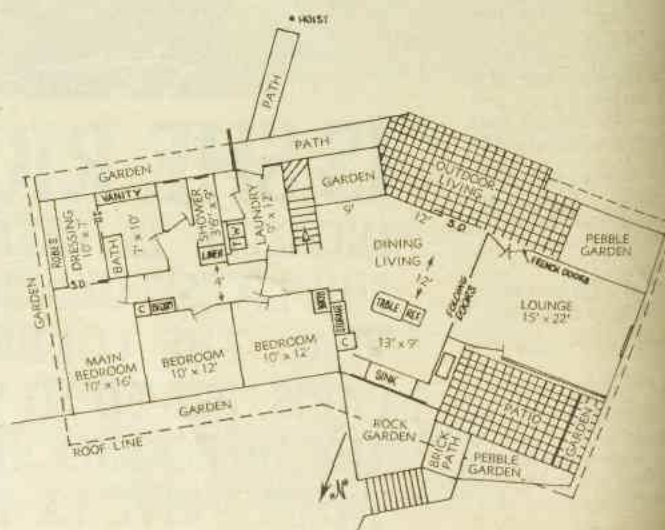 * HOIST
PATH
PATH
GARDEN
GARDEN
9'
OUTDOOR
LIVING
12'
S.D.
PEBBLE
GARDEN
FRENCH DOORS
GARDEN
ROBES
DRESSING
10' x 7'
S.D.
VANITY
BATH
7' x 10'
S.D.
SHOWER
LINEN
LAUNDRY
9' x 12'
4'
DINING
LIVING
12'
TABLE
REF.
FOLDING
DOORS
LOUNGE
15' x 22'
13' x 9'
STORAGE
C
C
MAIN
BEDROOM
10' x 16'
BEDROOM
10' x 12'
BEDROOM
10' x 12'
SINK
GARDEN
ROOF LINE
ROCK
GARDEN
BRICK
PATH
PATIO
GARDEN
PEBBLE
GARDEN
N